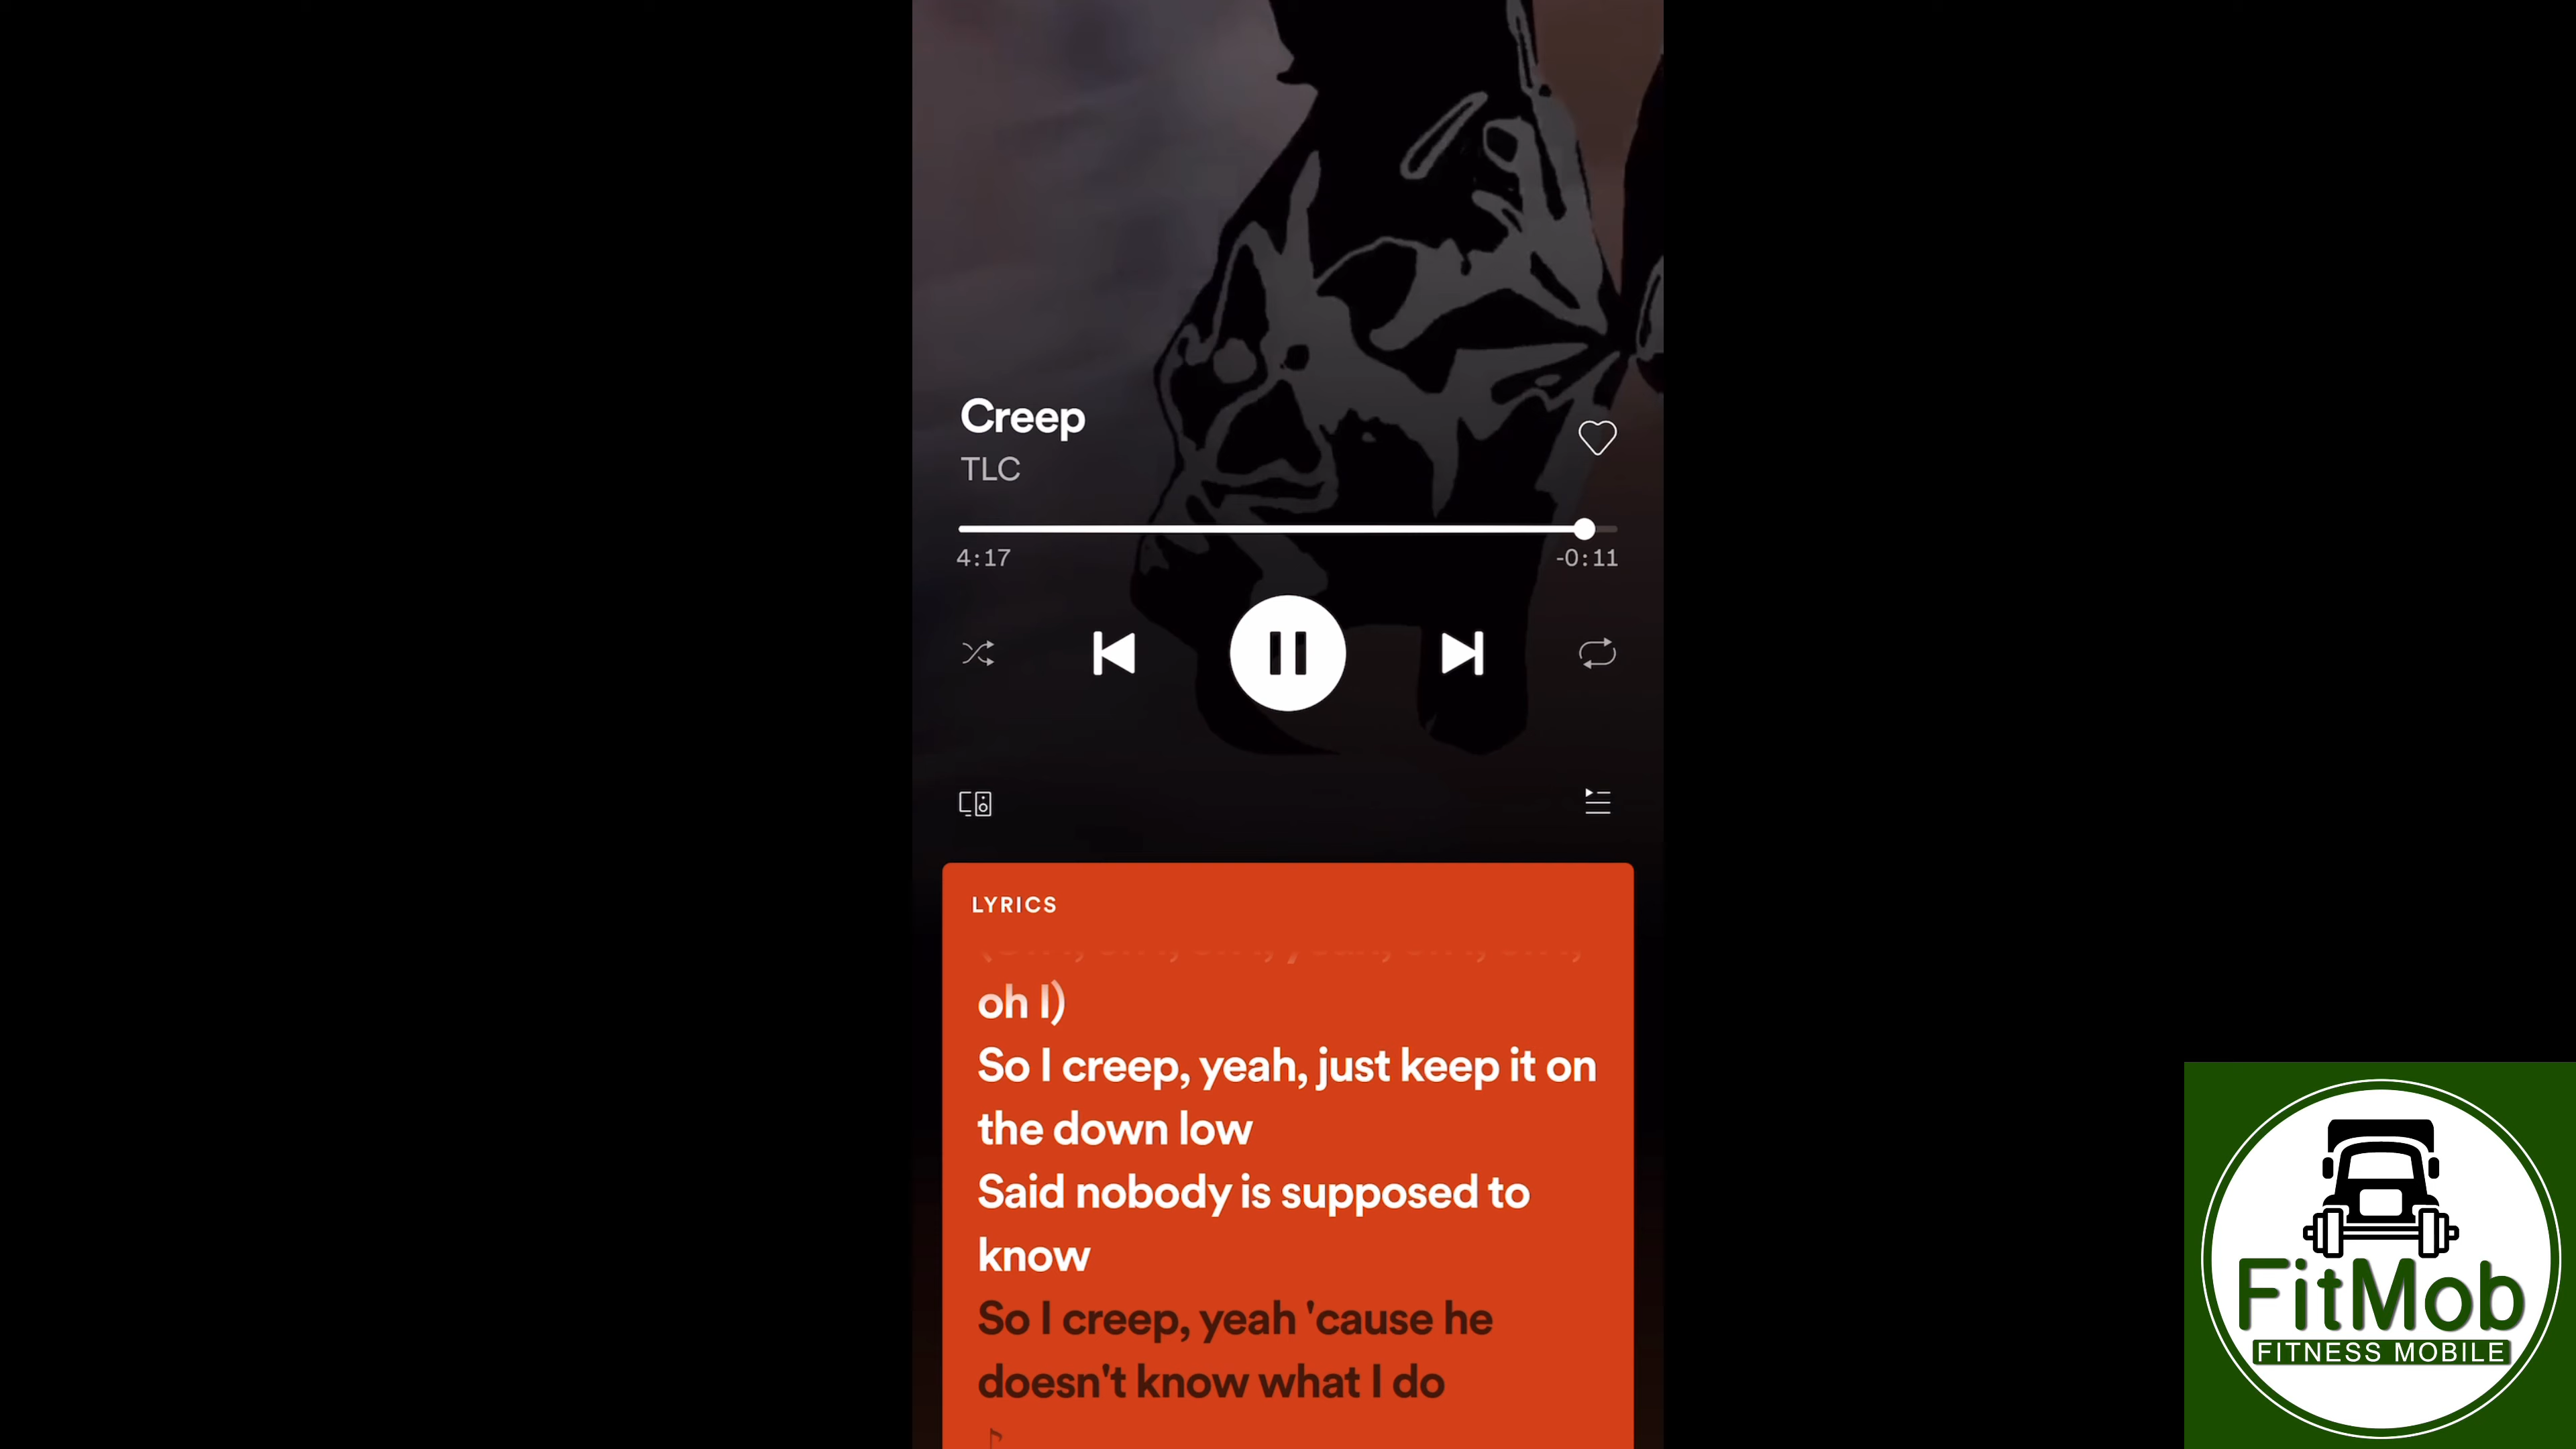 Creep
TLC
4:17
-0:11
LYRICS
oh I)
So I creep, yeah, just keep it on
the down low
Said nobody is supposed to
know
So I creep, yeah 'cause he
doesn't know what I do
♪
FitMob
FITNESS MOBILE